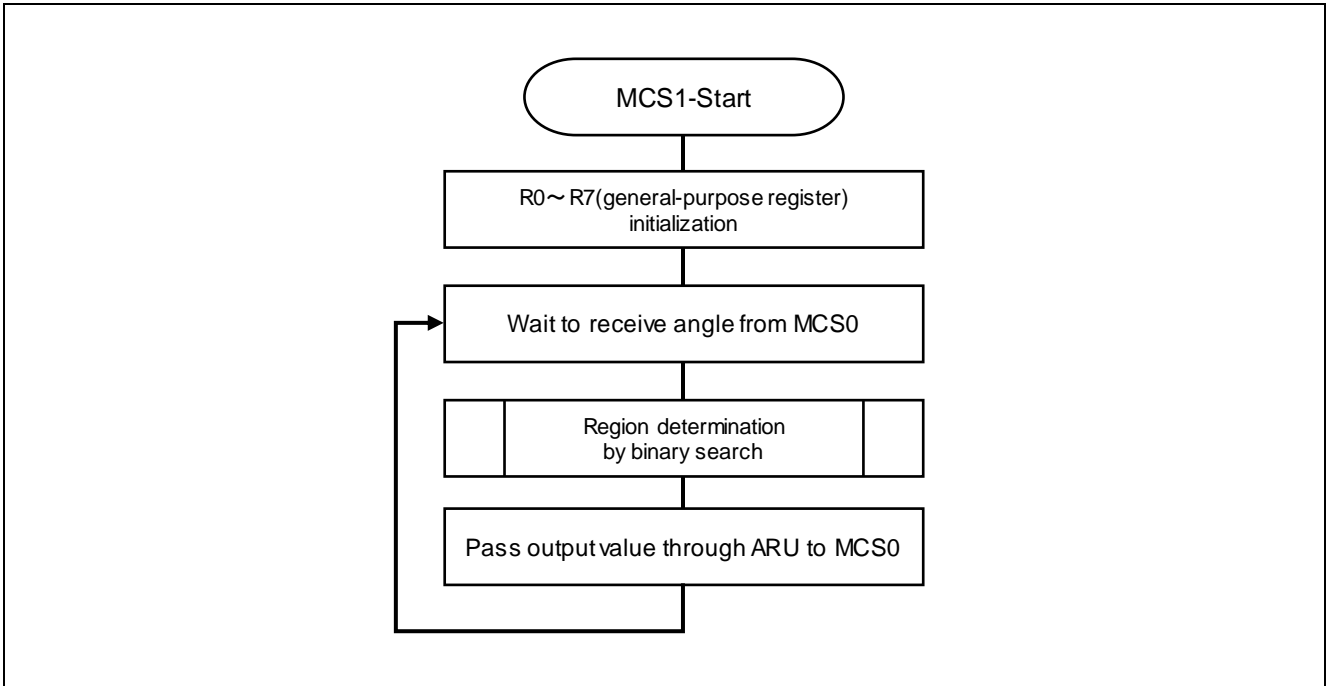 MCS1-Start
R0～R7(general-purpose register)
initialization
Wait to receive angle from MCS0
Region determination
by binary search
Pass output value through ARU to MCS0